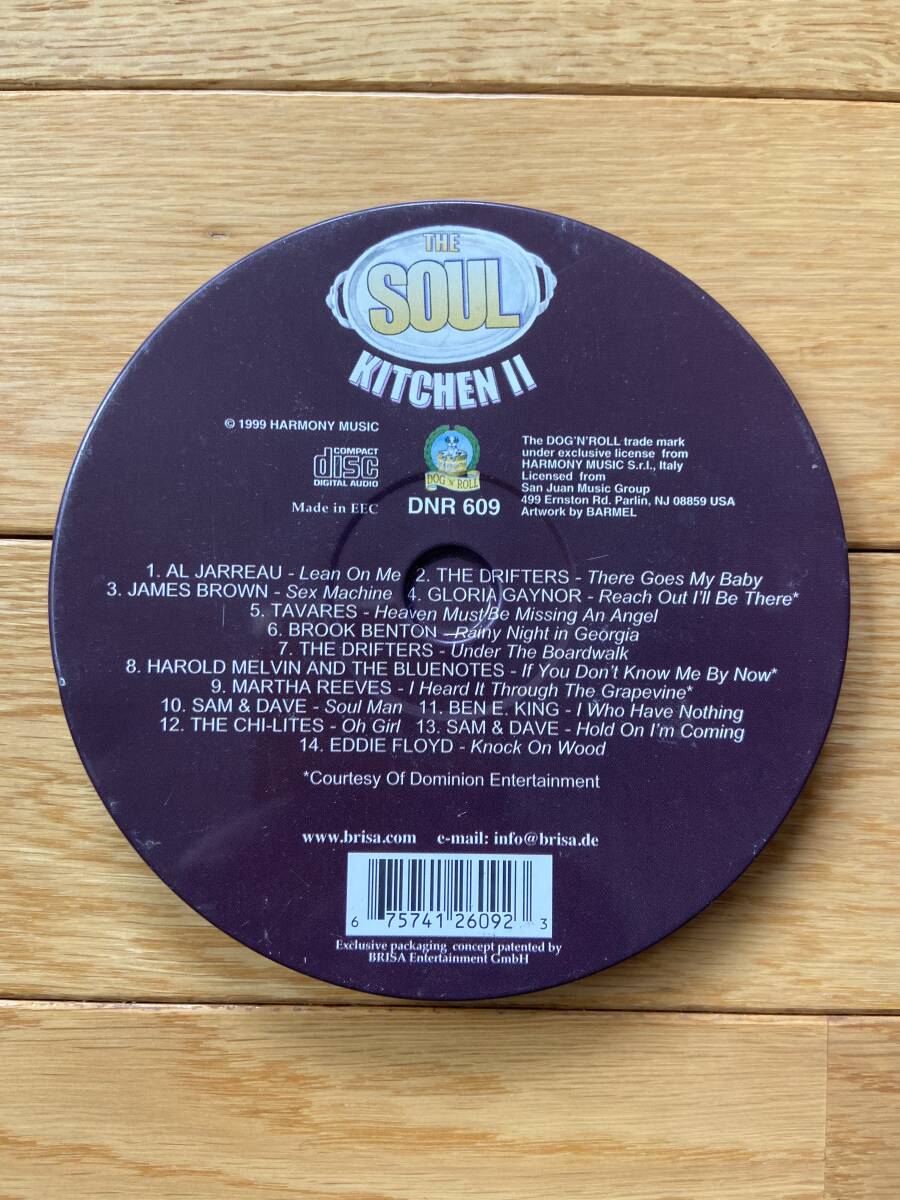 THE
SOUL
KITCHEN II
© 1999 HARMONY MUSIC
COMPACT
disc
DIGITAL AUDIO
Made in EEC
DOG 'N' ROLL
DNR 609
The DOG'N'ROLL trade mark
under exclusive license from
HARMONY MUSIC S.r.l., Italy
Licensed from
San Juan Music Group
499 Ernston Rd. Parlin, NJ 08859 USA
Artwork by BARMEL
1. AL JARREAU - Lean On Me 2. THE DRIFTERS - There Goes My Baby
3. JAMES BROWN - Sex Machine 4. GLORIA GAYNOR - Reach Out I'll Be There*
5. TAVARES - Heaven Must Be Missing An Angel
6. BROOK BENTON - Rainy Night in Georgia
7. THE DRIFTERS - Under The Boardwalk
8. HAROLD MELVIN AND THE BLUENOTES - If You Don't Know Me By Now*
9. MARTHA REEVES - I Heard It Through The Grapevine*
10. SAM & DAVE - Soul Man 11. BEN E. KING - I Who Have Nothing
12. THE CHI-LITES - Oh Girl 13. SAM & DAVE - Hold On I'm Coming
14. EDDIE FLOYD - Knock On Wood
*Courtesy Of Dominion Entertainment
www.brisa.com e-mail: info@brisa.de
6 75741 26092 3
Exclusive packaging concept patented by
BRISA Entertainment GmbH